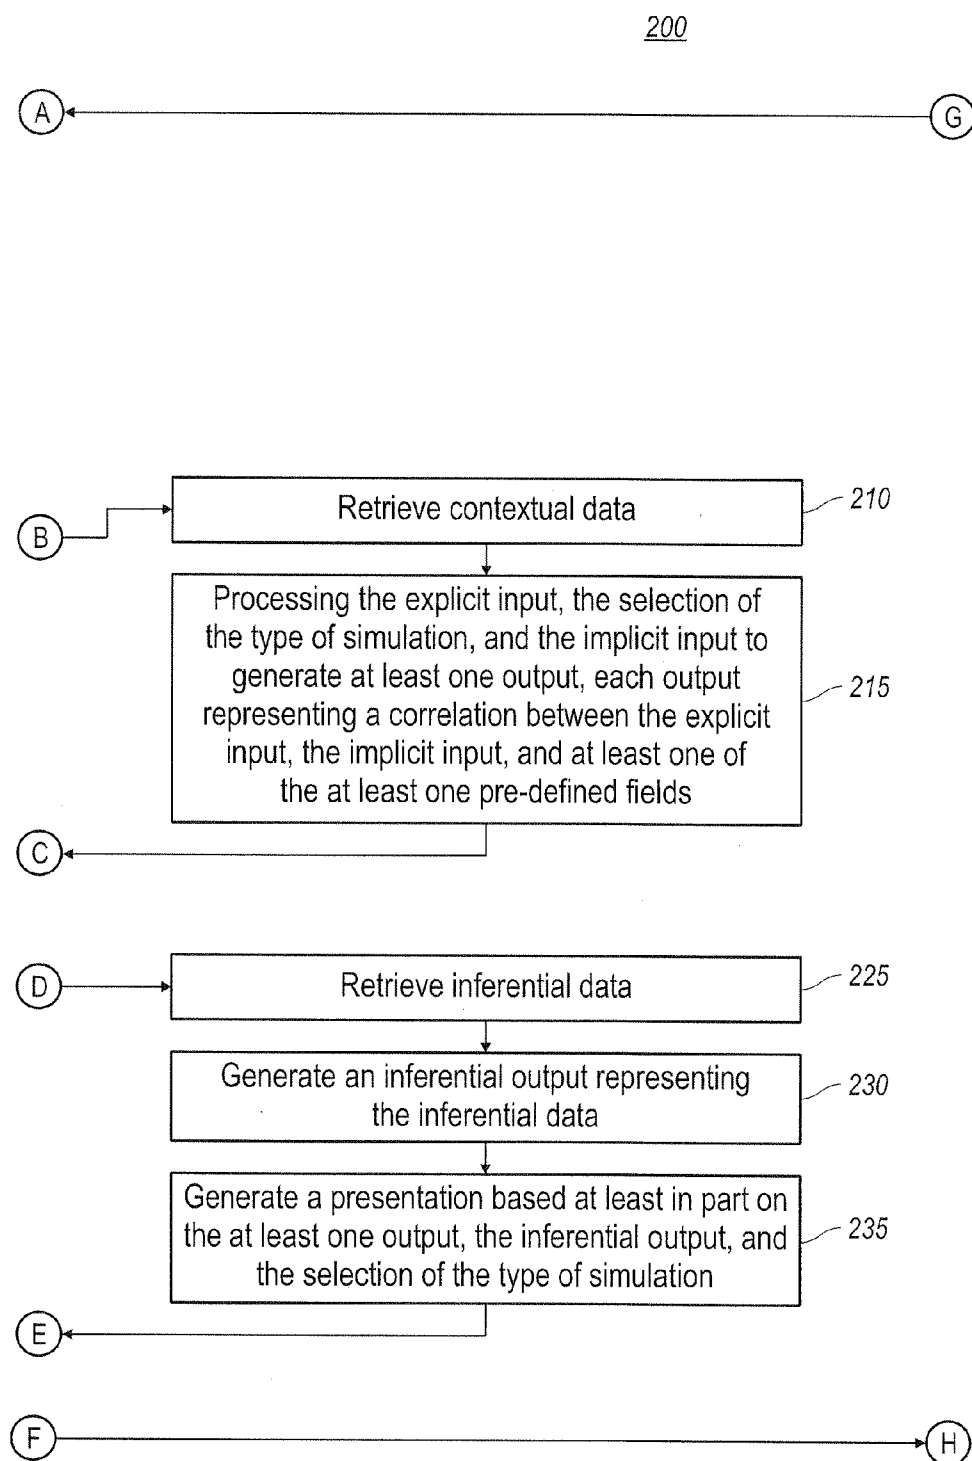 200
A
G
B
Retrieve contextual data
210
Processing the explicit input, the selection of
the type of simulation, and the implicit input to
generate at least one output, each output
representing a correlation between the explicit
input, the implicit input, and at least one of
the at least one pre-defined fields
215
C
D
Retrieve inferential data
225
Generate an inferential output representing
the inferential data
230
Generate a presentation based at least in part on
the at least one output, the inferential output, and
the selection of the type of simulation
235
E
F
H